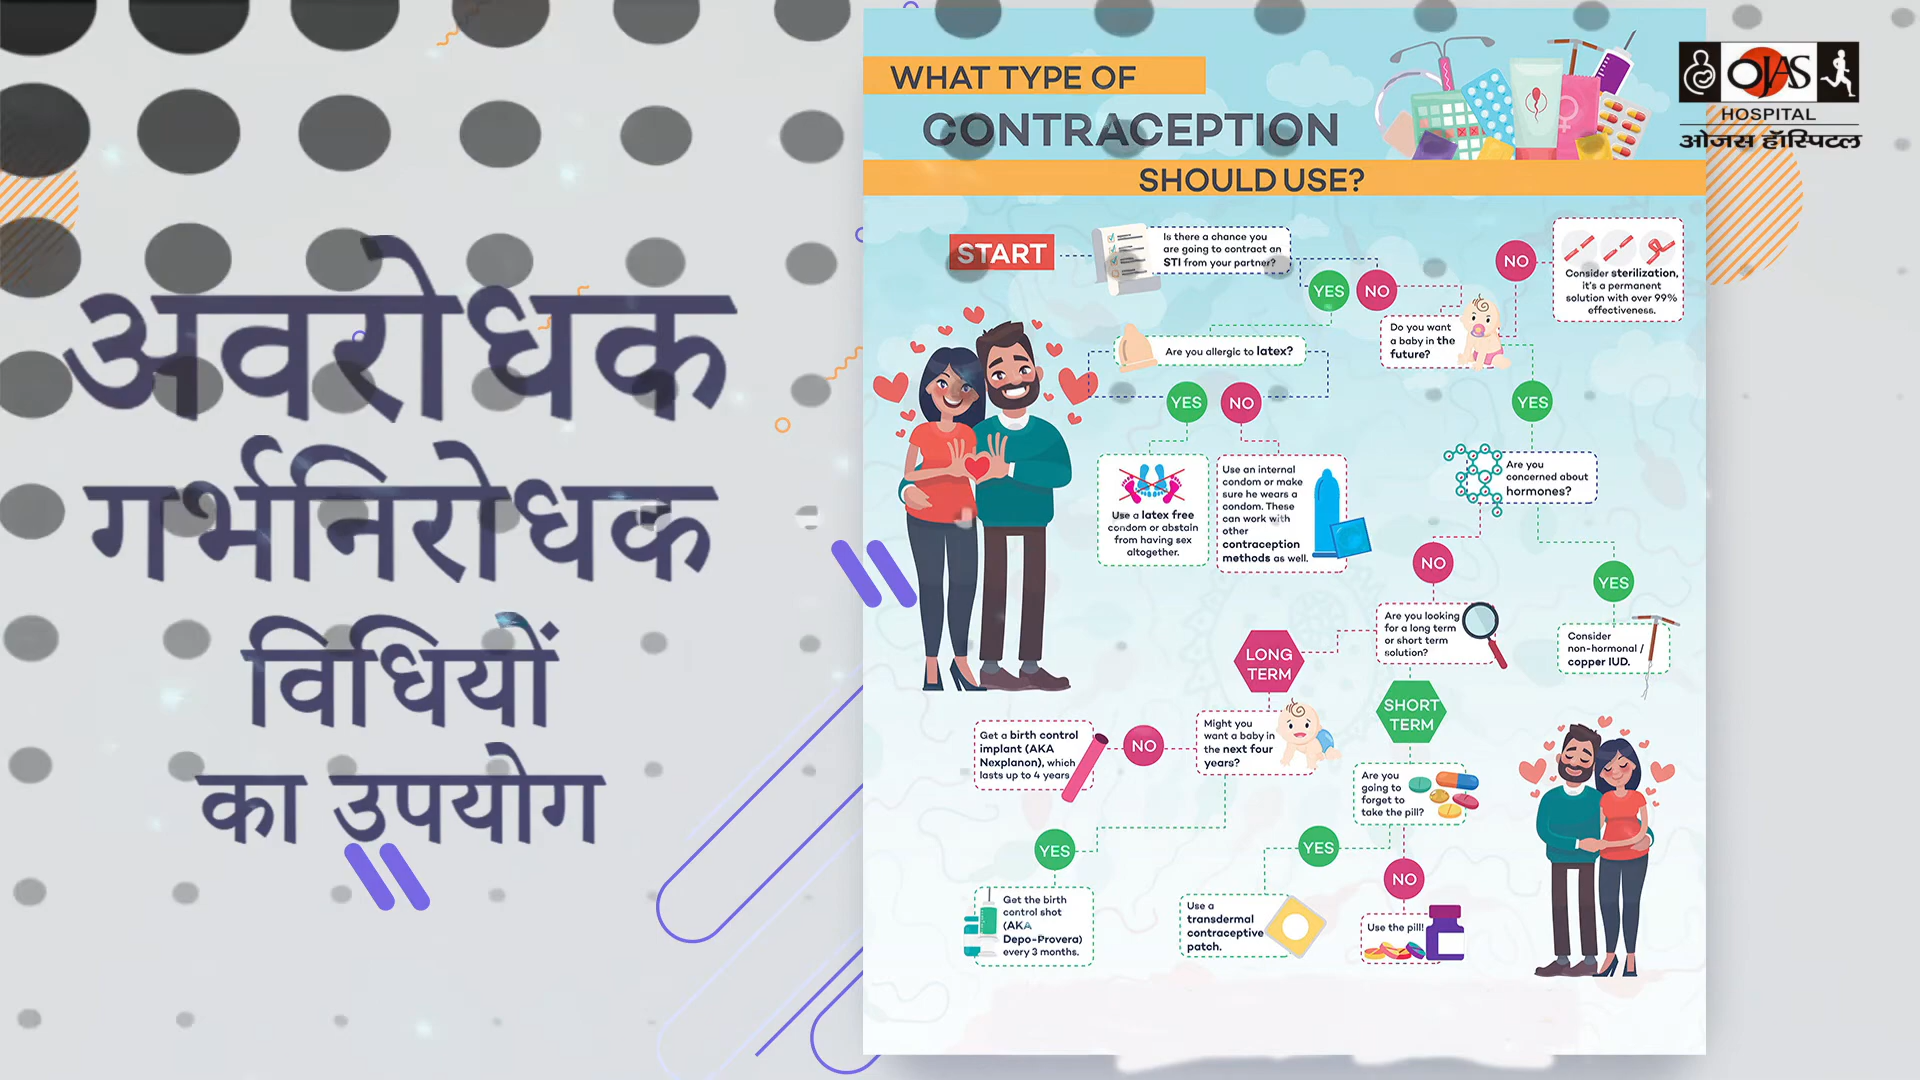 अवरोधक
गर्भनिरोधक
विधियों
का उपयोग
WHAT TYPE OF
CONTRACEPTION
SHOULD USE?
OJAS
HOSPITAL
ओजस हॉस्पिटल
START
Is there a chance you
are going to contract an
STI from your partner?
YES
NO
Do you want
a baby in the
future?
NO
Consider sterilization,
it's a permanent
solution with over 99%
effectiveness.
Are you allergic to latex?
YES
NO
YES
Use a latex free
condom or abstain
from having sex
altogether.
Use an internal
condom or make
sure he wears a
condom. These
can work with
other
contraception
methods as well.
Are you
concerned about
hormones?
NO
YES
Are you looking
for a long term
or short term
solution?
Consider
non-hormonal /
copper IUD.
LONG
TERM
SHORT
TERM
Might you
want a baby in
the next four
years?
NO
Get a birth control
implant (AKA
Nexplanon), which
lasts up to 4 years
Are you
going to
forget to
take the pill?
YES
YES
NO
Get the birth
control shot
(AKA
Depo-Provera)
every 3 months.
Use a
transdermal
contraceptive
patch.
Use the pill!